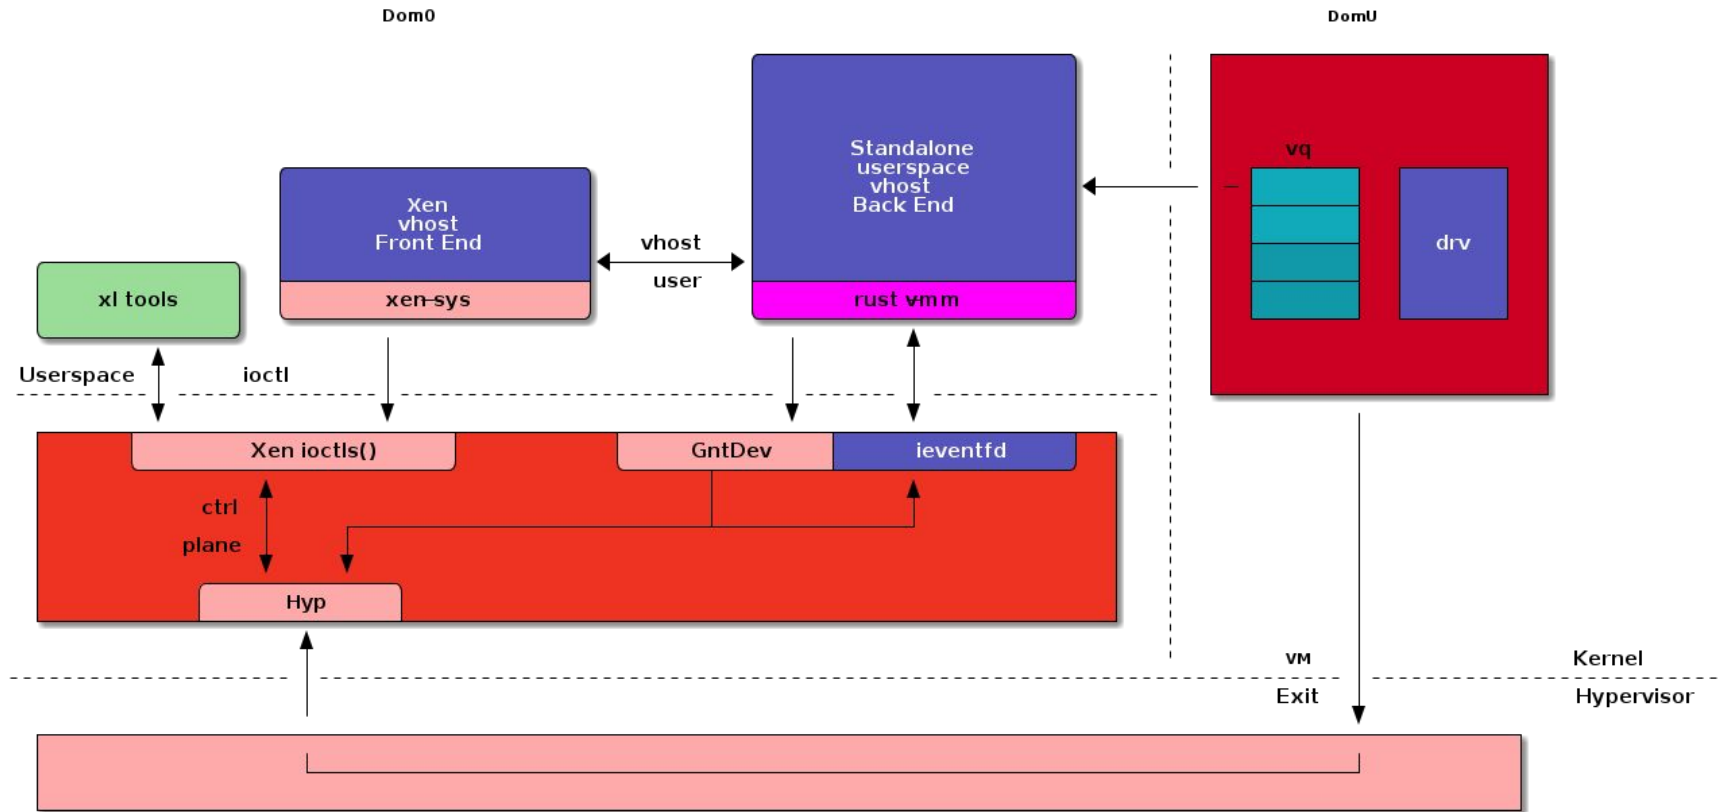 Dom0
DomU
Standalone
userspace
vhost
Back End
vq
Xen
vhost
Front End
drv
vhost
user
xl tools
xen-sys
rust vmm
Userspace
ioctl
Xen ioctls()
GntDev
ieventfd
ctrl
plane
Hyp
VM
Exit
Kernel
Hypervisor